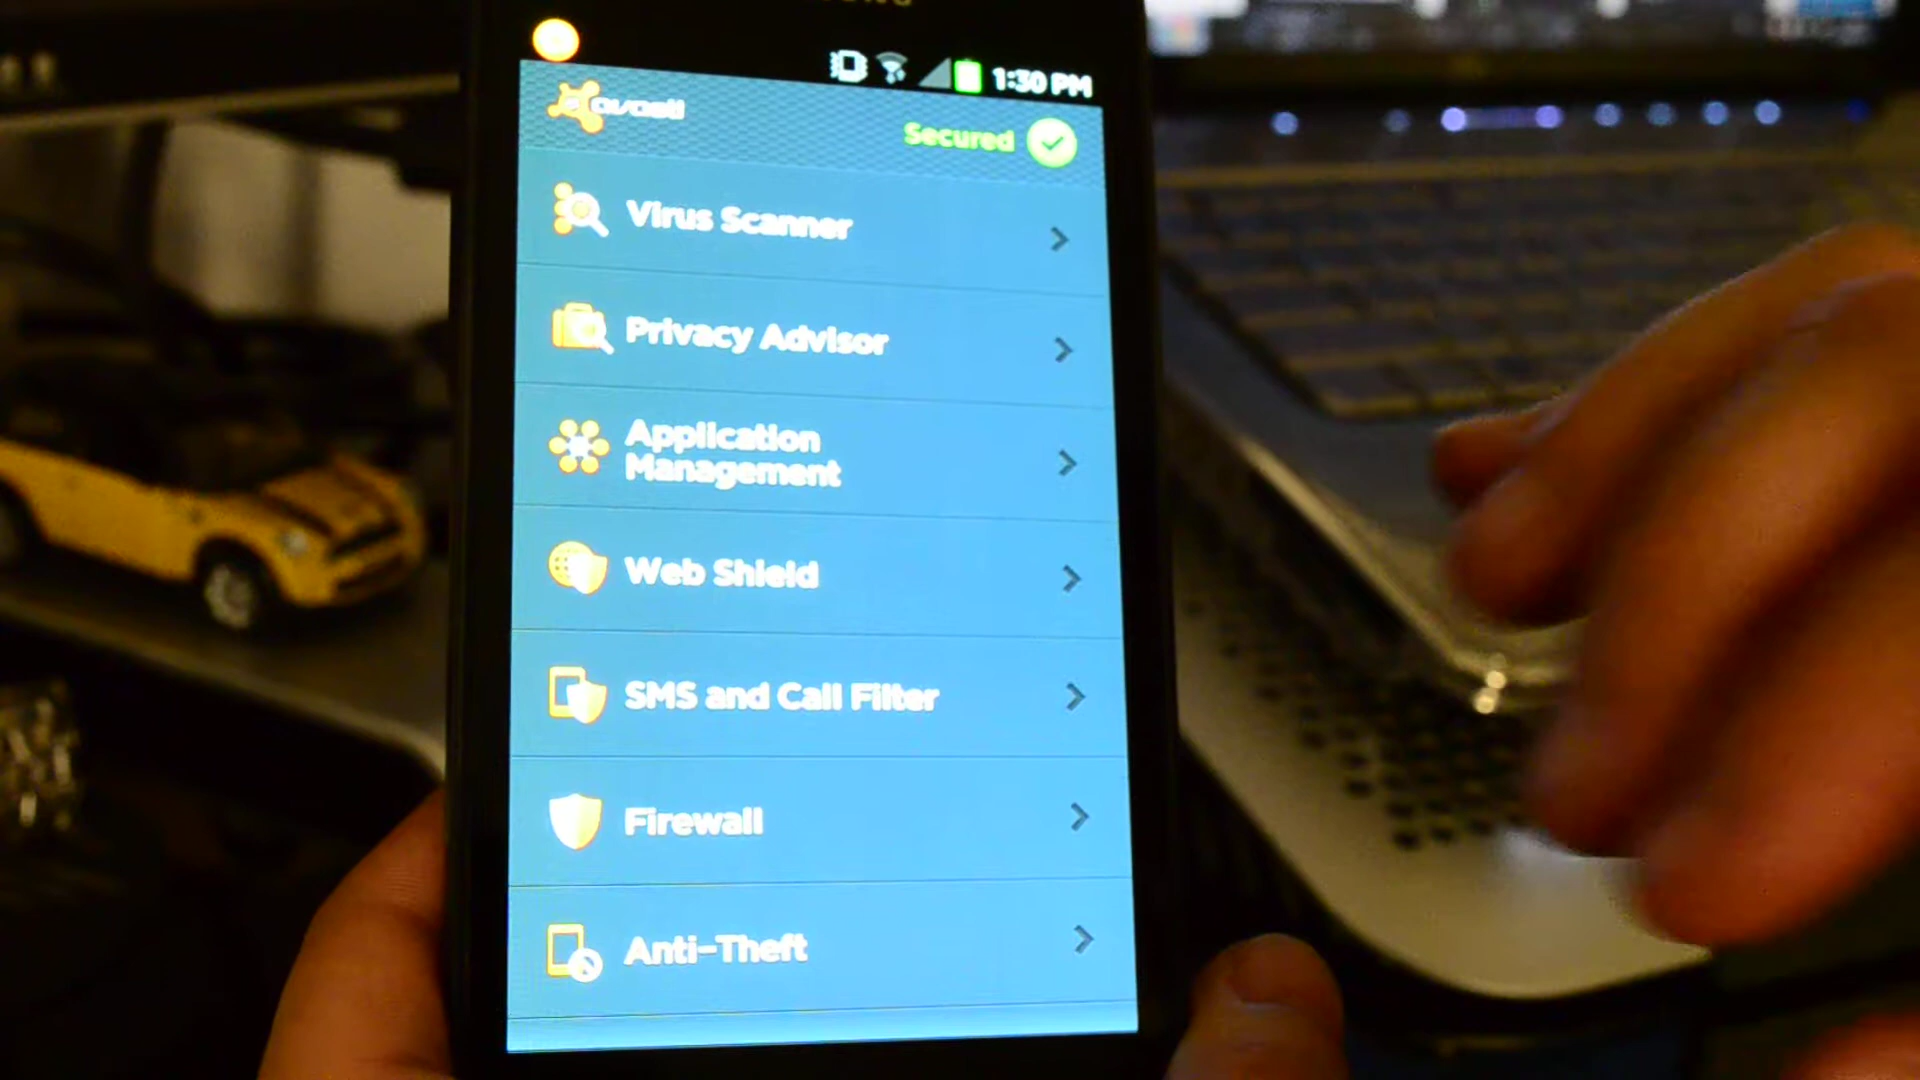 1:30 PM
avast!
Secured
Virus Scanner
Privacy Advisor
Application
Management
Web Shield
SMS and Call Filter
Firewall
Anti-Theft